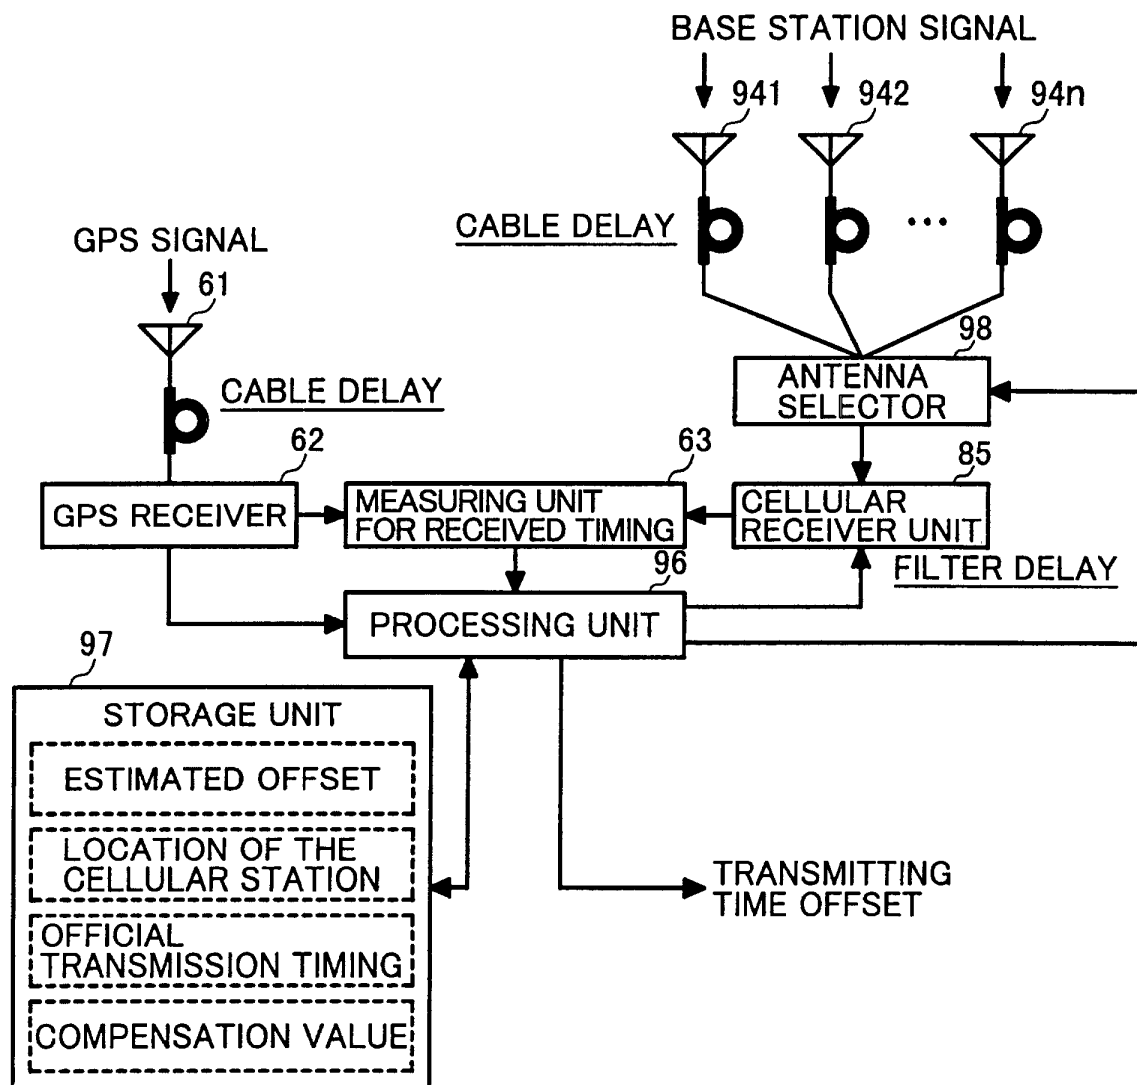 BASE STATION SIGNAL
941
942
94n
CABLE DELAY
...
GPS SIGNAL
61
CABLE DELAY
98
ANTENNA
SELECTOR
62
63
85
GPS RECEIVER
MEASURING UNIT
FOR RECEIVED TIMING
CELLULAR
RECEIVER UNIT
FILTER DELAY
96
PROCESSING UNIT
97
STORAGE UNIT
ESTIMATED OFFSET
LOCATION OF THE
CELLULAR STATION
TRANSMITTING
TIME OFFSET
OFFICIAL
TRANSMISSION TIMING
COMPENSATION VALUE